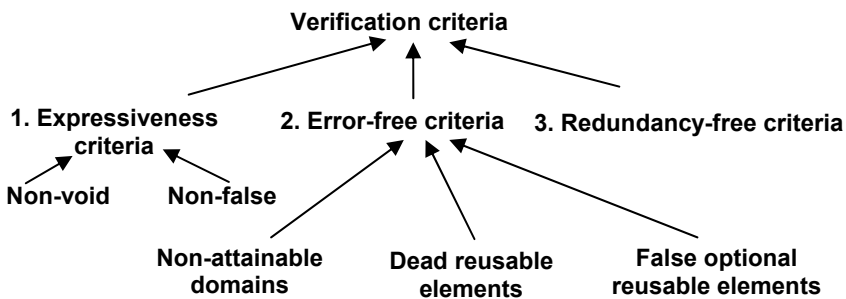 Verification criteria
1. Expressiveness
criteria
2. Error-free criteria
3. Redundancy-free criteria
Non-void
Non-false
Non-attainable
domains
Dead reusable
elements
False optional
reusable elements